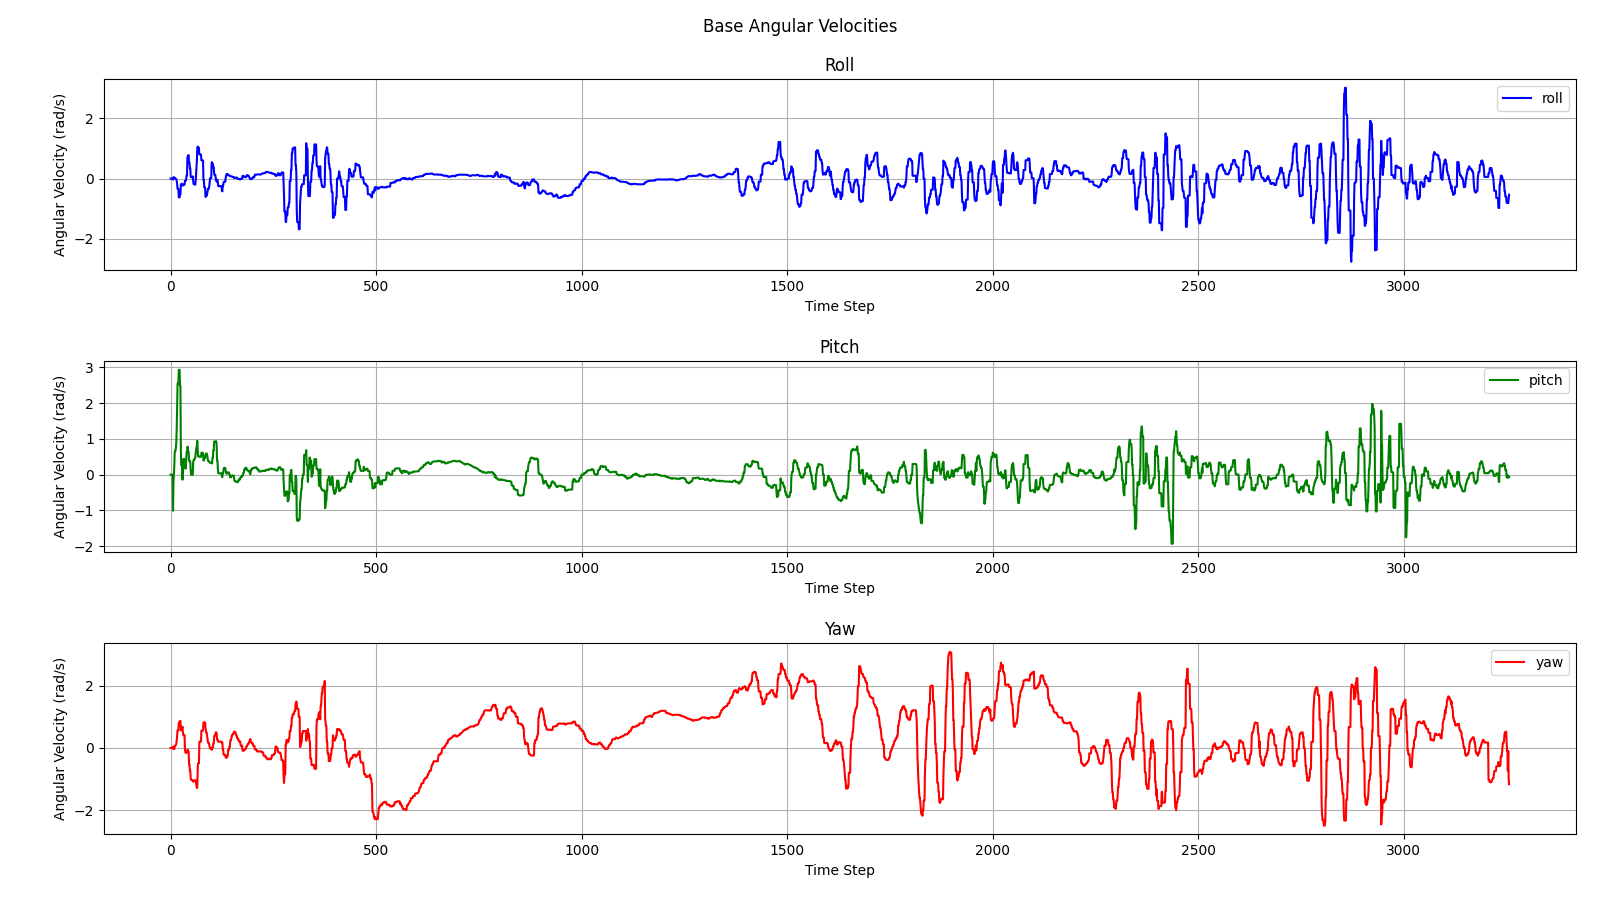 Base Angular Velocities
Roll
Angular Velocity (rad/s)
2
0
−2
roll
0 500 1000 1500 2000 2500 3000
Time Step
Pitch
Angular Velocity (rad/s)
3
2
1
0
−1
−2
pitch
0 500 1000 1500 2000 2500 3000
Time Step
Yaw
Angular Velocity (rad/s)
2
0
−2
yaw
0 500 1000 1500 2000 2500 3000
Time Step